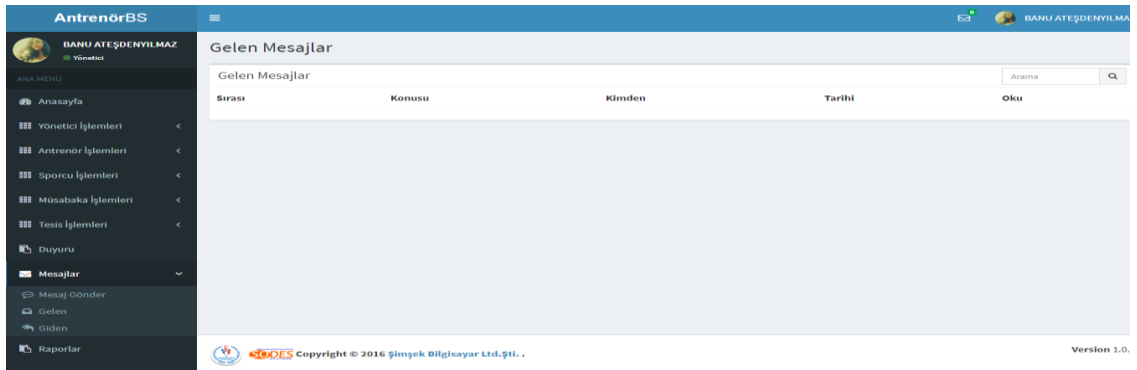 AntrenörBS
BANU ATEŞDENYILMA
BANU ATEŞDENYILMAZ
Yönetici
ANA MENÜ
Anasayfa
Yönetici İşlemleri
Antrenör İşlemleri
Sporcu İşlemleri
Müsabaka İşlemleri
Tesis İşlemleri
Duyuru
Mesajlar
Mesaj Gönder
Gelen
Giden
Raporlar
Gelen Mesajlar
Gelen Mesajlar
Arama
Sırası Konusu Kimden Tarihi Oku
SODES Copyright © 2016 Şimşek Bilgisayar Ltd.Şti. .
Version 1.0.